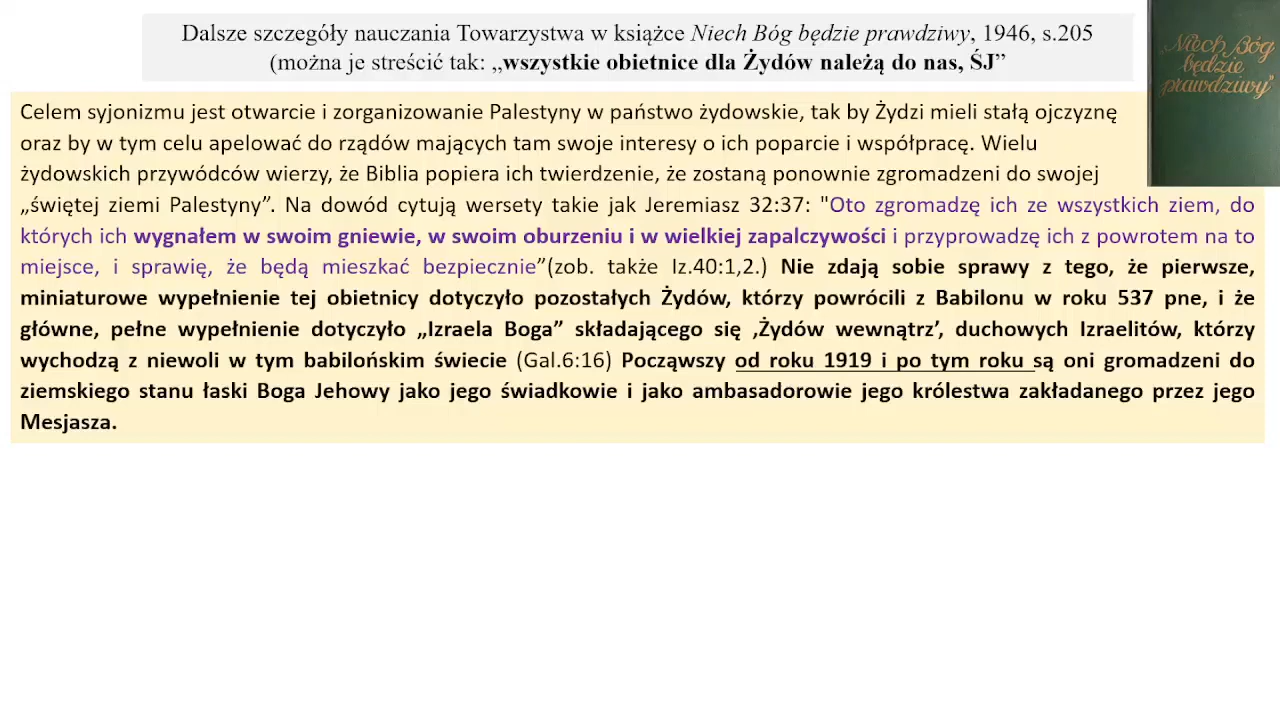 Dalsze szczegóły nauczania Towarzystwa w książce Niech Bóg będzie prawdziwy, 1946, s.205
(można je streścić tak: „wszystkie obietnice dla Żydów należą do nas, ŚJ”
„Niech Bóg
będzie
prawdziwy”
Celem syjonizmu jest otwarcie i zorganizowanie Palestyny w państwo żydowskie, tak by Żydzi mieli stałą ojczyznę
oraz by w tym celu apelować do rządów mających tam swoje interesy o ich poparcie i współpracę. Wielu
żydowskich przywódców wierzy, że Biblia popiera ich twierdzenie, że zostaną ponownie zgromadzeni do swojej
„świętej ziemi Palestyny”. Na dowód cytują wersety takie jak Jeremiasz 32:37: "Oto zgromadzę ich ze wszystkich ziem, do
których ich wygnałem w swoim gniewie, w swoim oburzeniu i w wielkiej zapalczywości i przyprowadzę ich z powrotem na to
miejsce, i sprawię, że będą mieszkać bezpiecznie”(zob. także Iz.40:1,2.) Nie zdają sobie sprawy z tego, że pierwsze,
miniaturowe wypełnienie tej obietnicy dotyczyło pozostałych Żydów, którzy powrócili z Babilonu w roku 537 pne, i że
główne, pełne wypełnienie dotyczyło „Izraela Boga” składającego się ‚Żydów wewnątrz’, duchowych Izraelitów, którzy
wychodzą z niewoli w tym babilońskim świecie (Gal.6:16) Począwszy od roku 1919 i po tym roku są oni gromadzeni do
ziemskiego stanu łaski Boga Jehowy jako jego świadkowie i jako ambasadorowie jego królestwa zakładanego przez jego
Mesjasza.